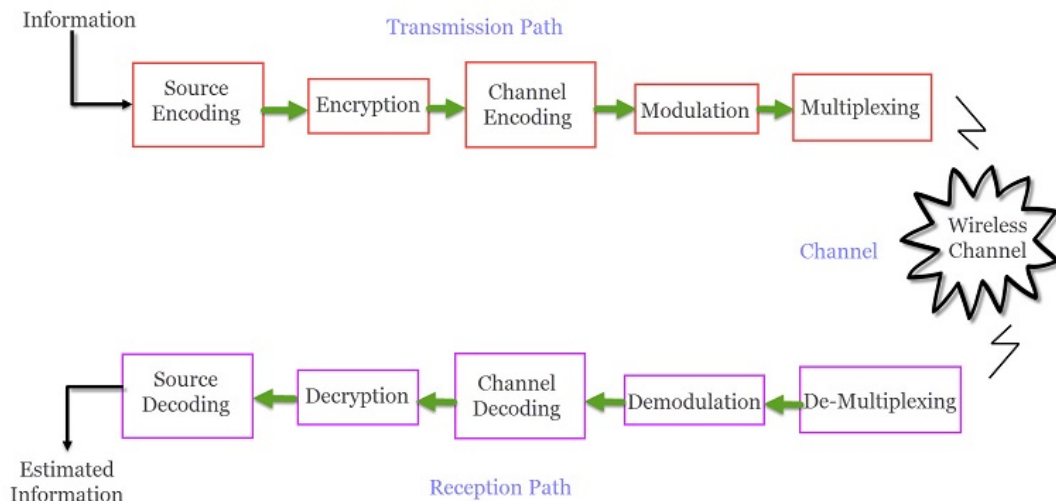 Information
Transmission Path
Source
Encoding
Encryption
Channel
Encoding
Modulation
Multiplexing
Wireless
Channel
Channel
De-Multiplexing
Demodulation
Channel
Decoding
Decryption
Source
Decoding
Estimated
Information
Reception Path